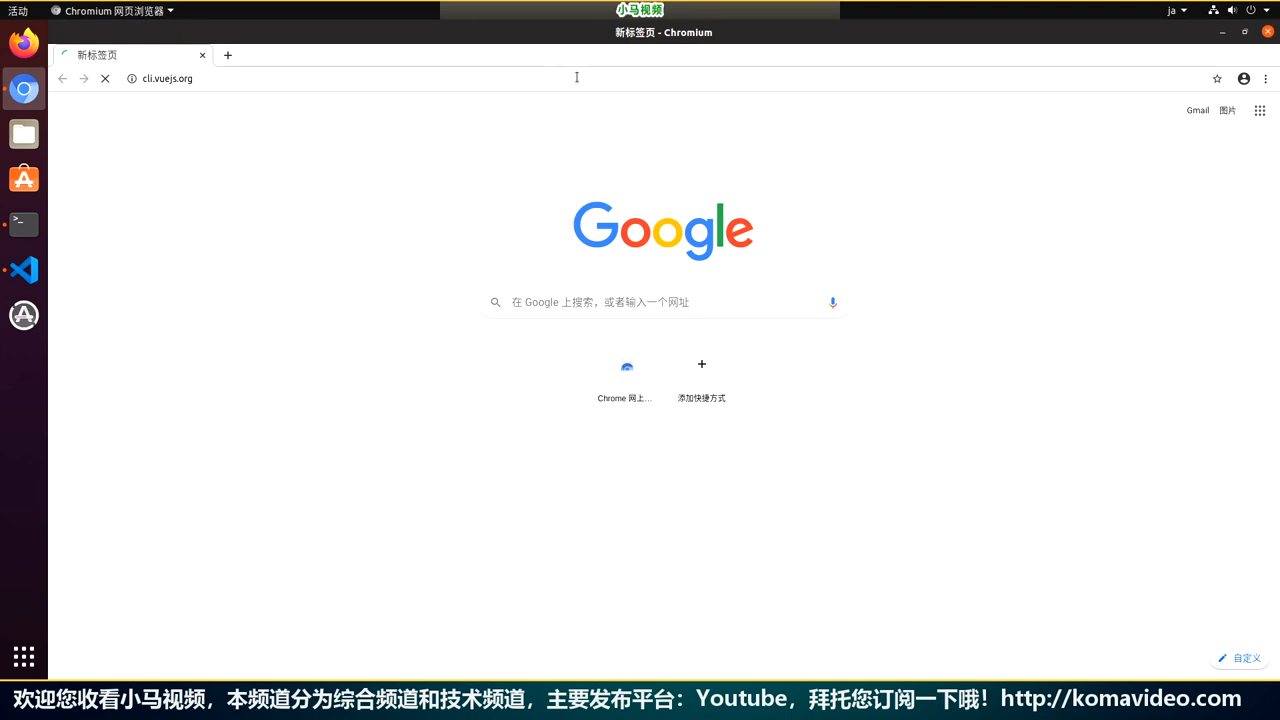 活动
Chromium 网页浏览器
小马视频
ja
新标签页 - Chromium
新标签页
cli.vuejs.org
Gmail
图片
Google
在 Google 上搜索，或者输入一个网址
Chrome 网上...
添加快捷方式
自定义
欢迎您收看小马视频，本频道分为综合频道和技术频道，主要发布平台：Youtube，拜托您订阅一下哦！http://komavideo.com